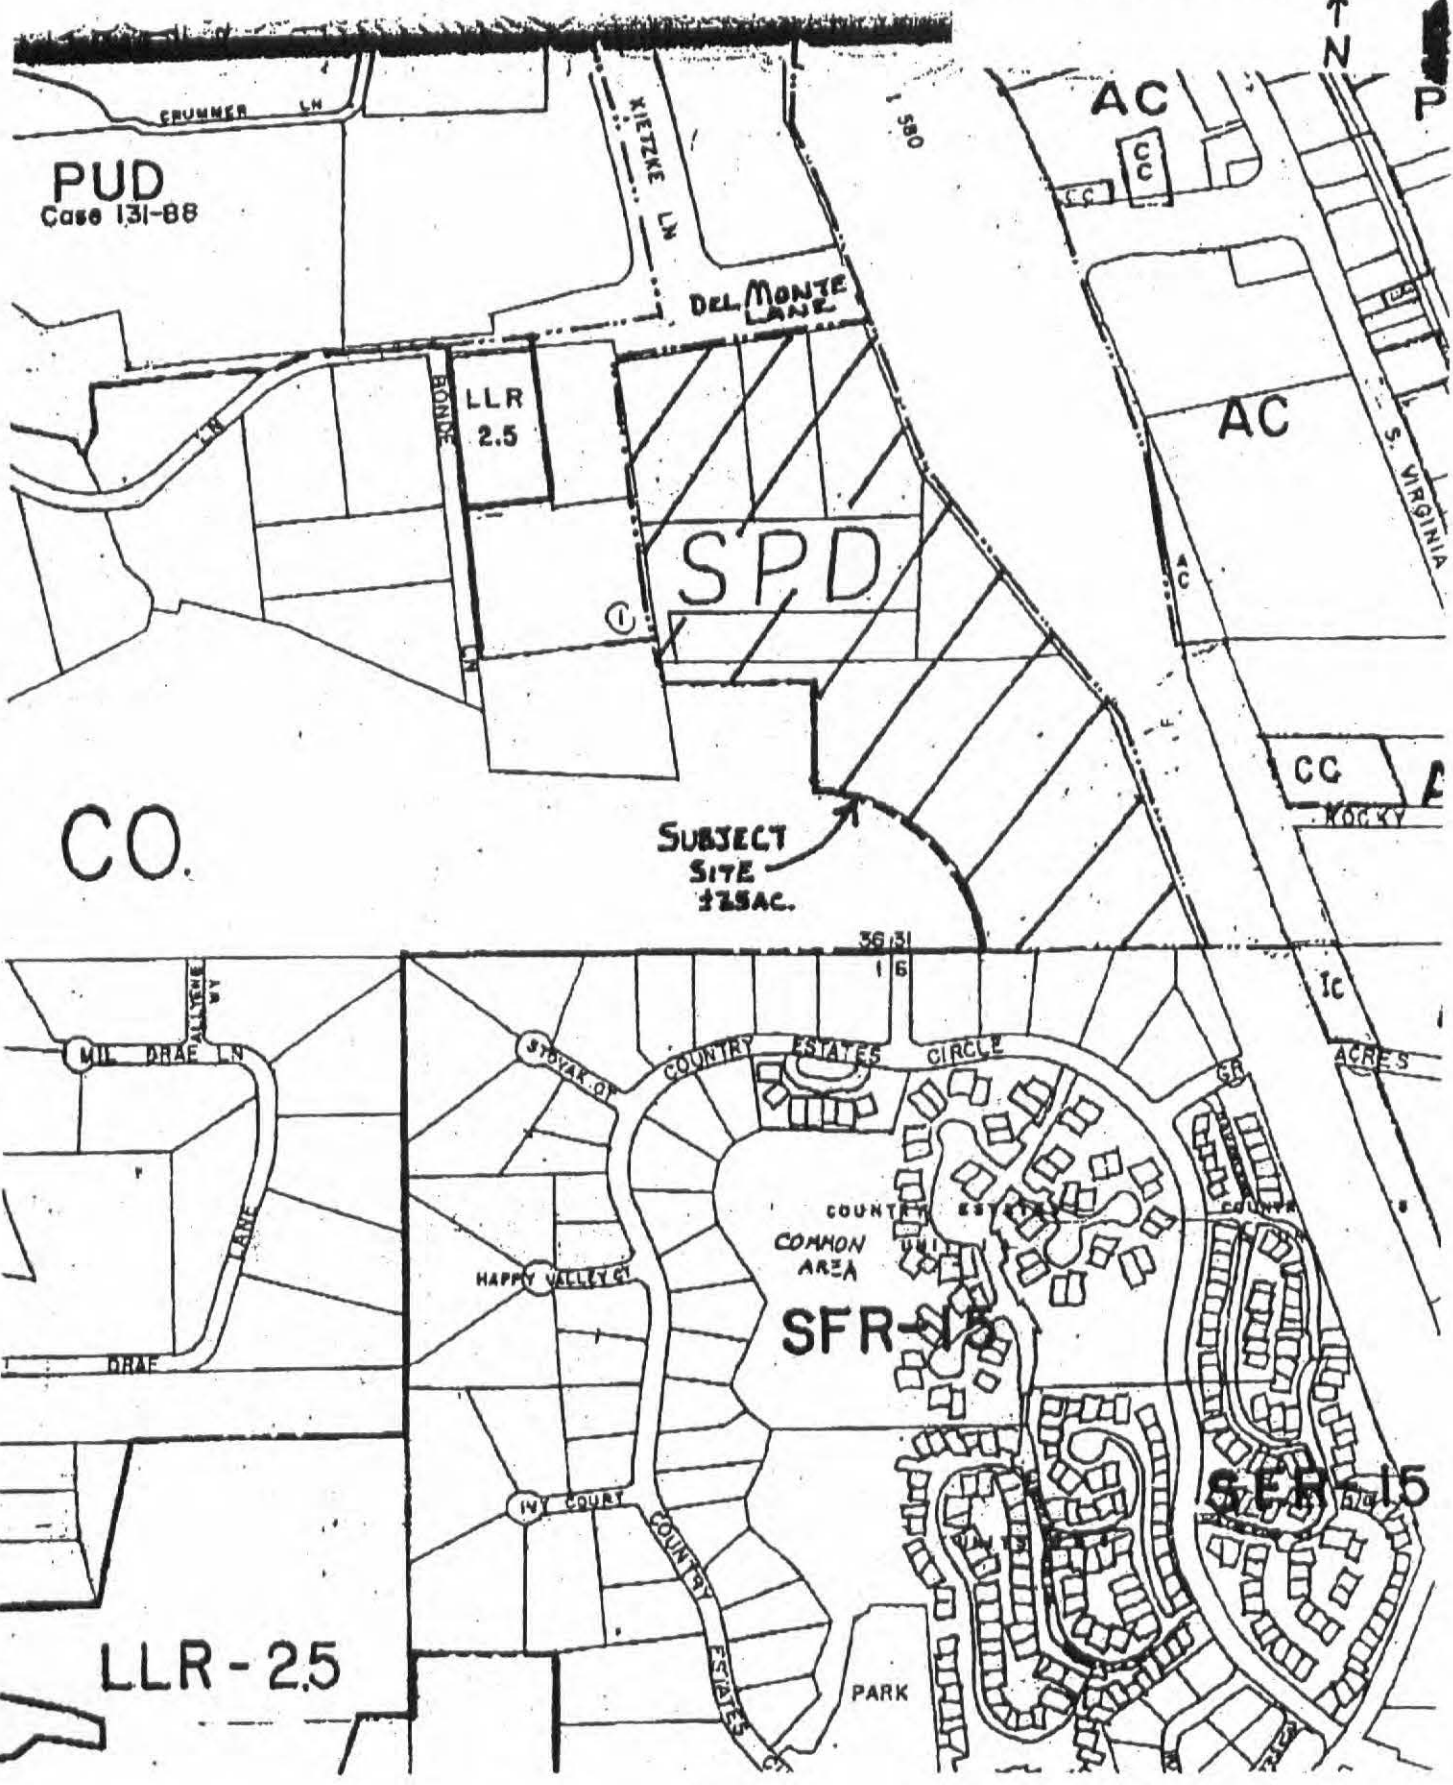 N
AC
P
CRUMMER LN
KIETZKE LN
I 580
C
C
CC
PUD
Case 131-88
DEL MONTE
LANE
BONDE
LN
LLR
2.5
LN
AC
S. VIRGINIA
SPD
A
C
1
CC
CO.
ROCKY
SUBJECT
SITE
36 31
1 6
ALLYENE
WY
IC
MIL DRAE LN
STOVAK CT
COUNTRY ESTATES CIRCLE
GR
ACRES
LANE
COUNTRY ESTATES
COMMON
AREA
HAPPY VALLEY CT
SFR-15
DRAE
IVY COURT
COUNTRY
ESTATES
SFR-15
LLR-2.5
PARK